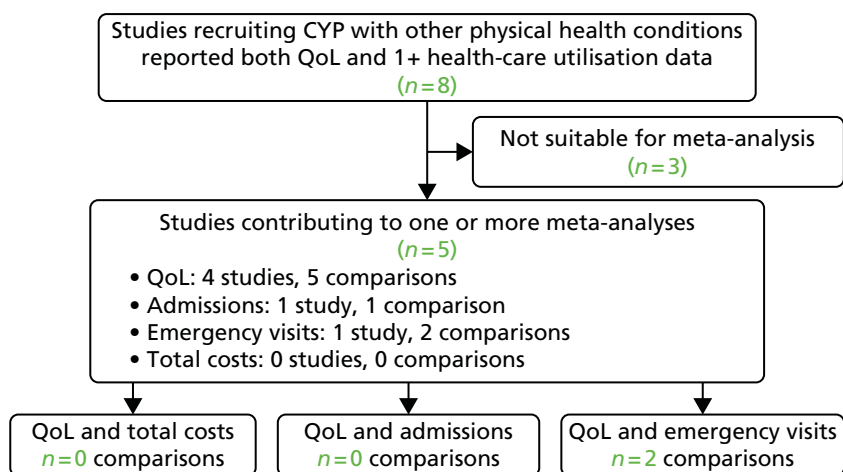 Studies recruiting CYP with other physical health conditions
reported both QoL and 1+ health-care utilisation data
(n=8)
Not suitable for meta-analysis
(n=3)
Studies contributing to one or more meta-analyses
(n=5)
• QoL: 4 studies, 5 comparisons
• Admissions: 1 study, 1 comparison
• Emergency visits: 1 study, 2 comparisons
• Total costs: 0 studies, 0 comparisons
QoL and total costs
n=0 comparisons
QoL and admissions
n=0 comparisons
QoL and emergency visits
n=2 comparisons